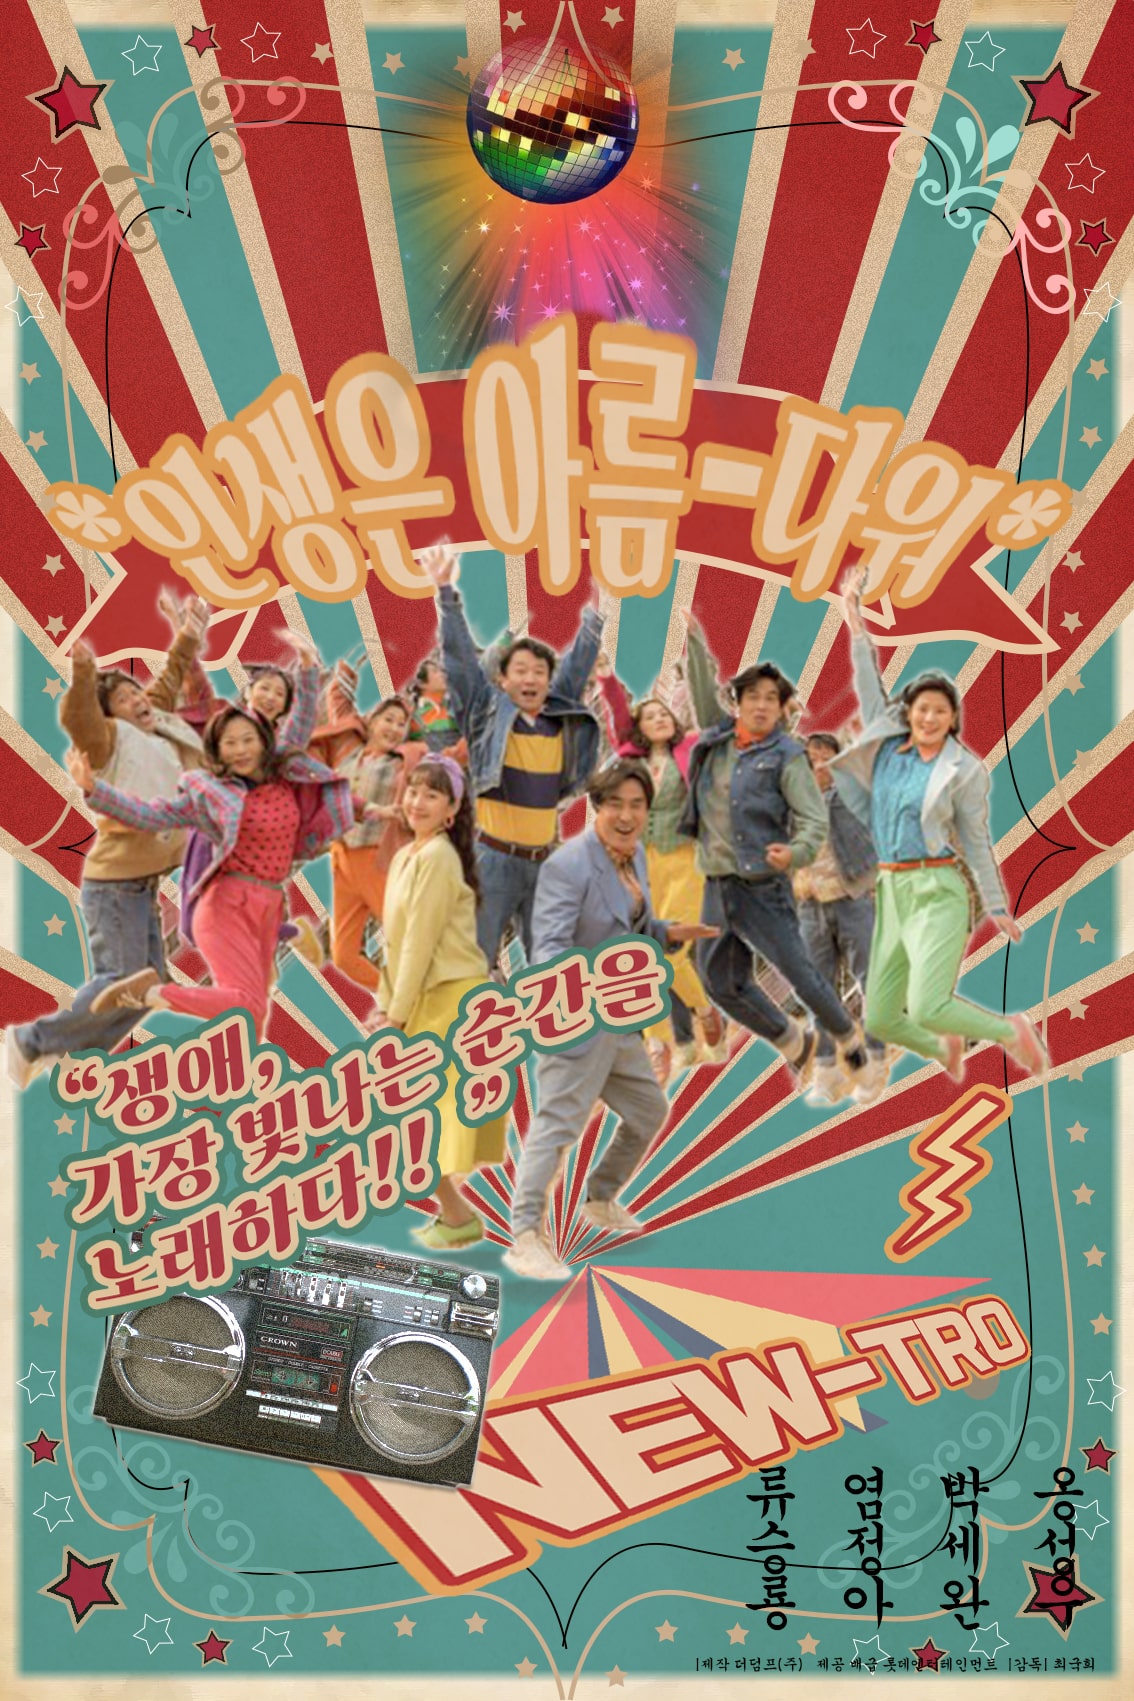 *인생은 아름-다워*
“생애,
가장 빛나는 순간을
노래하다!!”
CROWN
NEW-TRO
류승룡 염정아 박세완 옹성우
|제작 더덤프(주) 제공 배급 롯데엔터테인먼트 |감독| 최국희